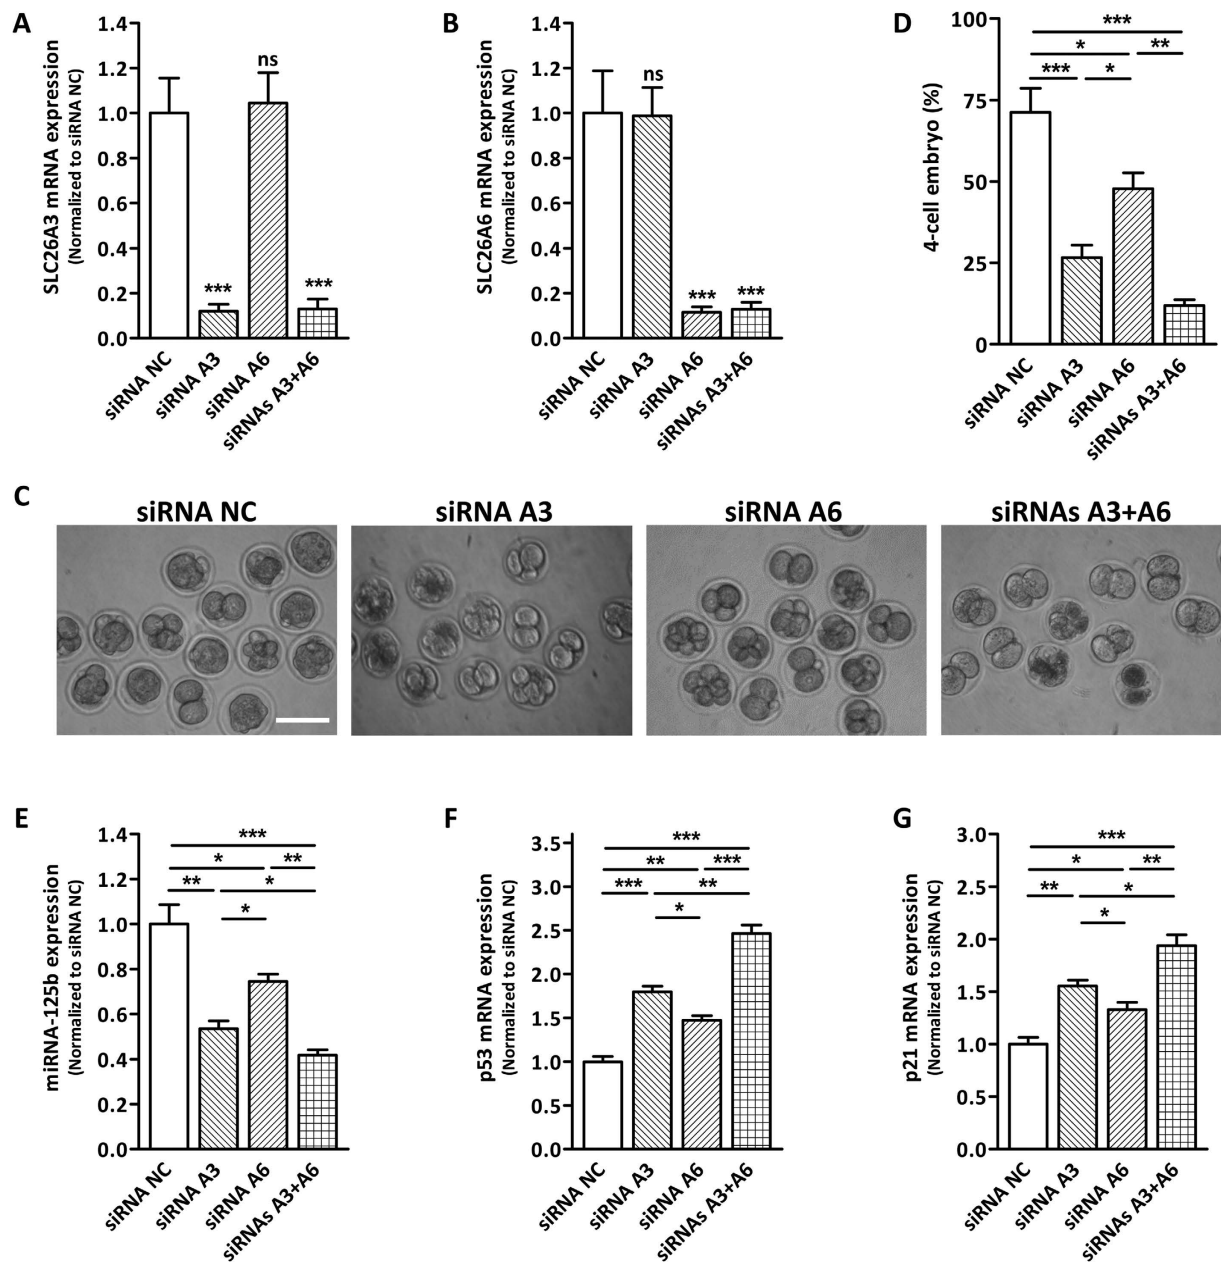 A
SLC26A3 mRNA expression
(Normalized to siRNA NC)
1.4
1.2
1.0
0.8
0.6
0.4
0.2
0.0
***
ns
***
siRNA NC
siRNA A3
siRNA A6
siRNAs A3+A6
B
SLC26A6 mRNA expression
(Normalized to siRNA NC)
1.4
1.2
1.0
0.8
0.6
0.4
0.2
0.0
ns
***
***
siRNA NC
siRNA A3
siRNA A6
siRNAs A3+A6
D
4-cell embryo (%)
100
75
50
25
0
***
*
**
***
*
siRNA NC
siRNA A3
siRNA A6
siRNAs A3+A6
C
siRNA NC
siRNA A3
siRNA A6
siRNAs A3+A6
E
miRNA-125b expression
(Normalized to siRNA NC)
1.4
1.2
1.0
0.8
0.6
0.4
0.2
0.0
***
*
**
**
*
*
siRNA NC
siRNA A3
siRNA A6
siRNAs A3+A6
F
p53 mRNA expression
(Normalized to siRNA NC)
3.5
3.0
2.5
2.0
1.5
1.0
0.5
0.0
***
**
***
***
**
*
siRNA NC
siRNA A3
siRNA A6
siRNAs A3+A6
G
p21 mRNA expression
(Normalized to siRNA NC)
3.0
2.5
2.0
1.5
1.0
0.5
0.0
***
*
**
**
*
*
siRNA NC
siRNA A3
siRNA A6
siRNAs A3+A6